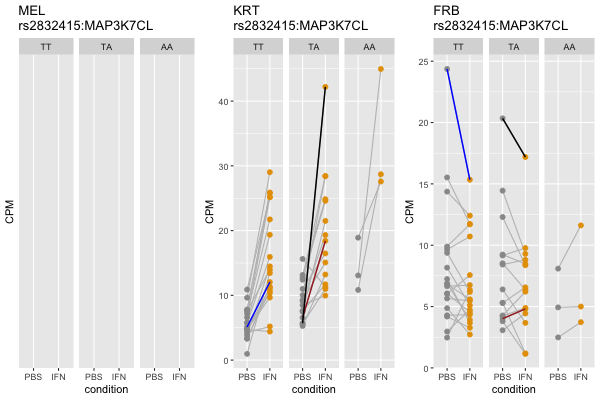 MEL
rs2832415:MAP3K7CL
TT TA AA
CPM
PBS IFN PBS IFN PBS IFN
condition
KRT
rs2832415:MAP3K7CL
TT TA AA
CPM
40
30
20
10
0
PBS IFN PBS IFN PBS IFN
condition
FRB
rs2832415:MAP3K7CL
TT TA AA
CPM
25
20
15
10
5
0
PBS IFN PBS IFN PBS IFN
condition